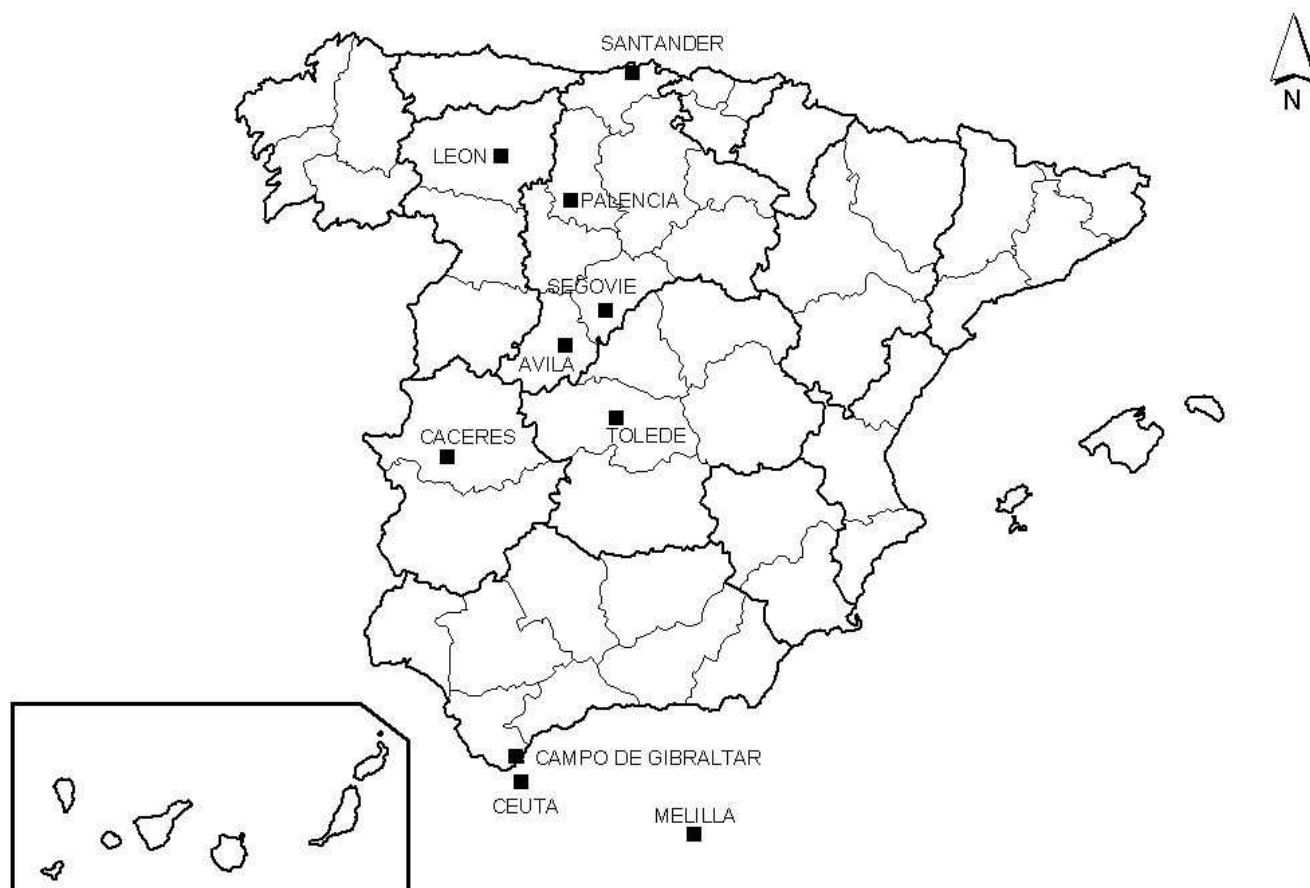 SANTANDER
N
LEON
PALENCIA
SEGOVIE
AVILA
CACERES
TOLEDE
CAMPO DE GIBRALTAR
CEUTA
MELILLA